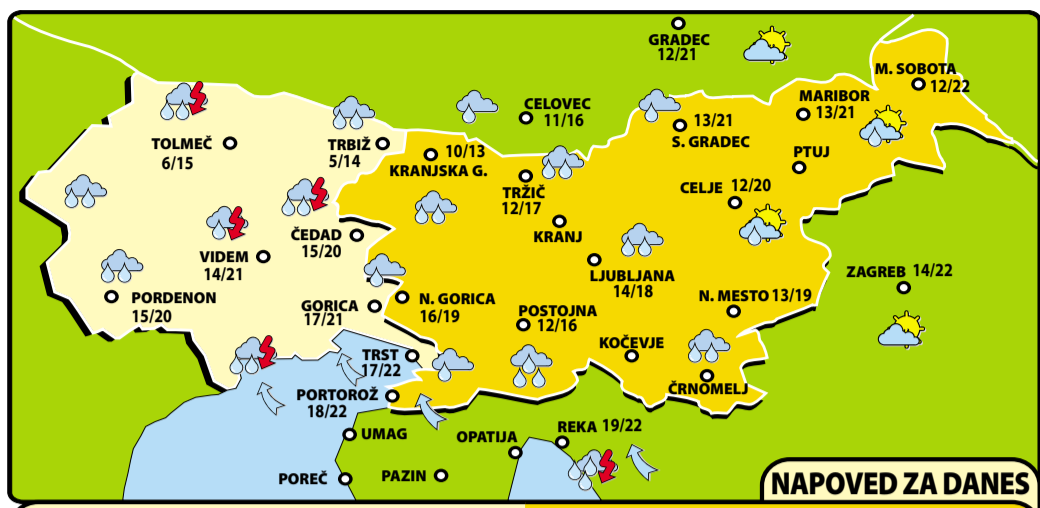 GRADEC
12/21
M. SOBOTA
12/22
MARIBOR
13/21
CELOVEC
11/16
13/21
S. GRADEC
TOLMEČ
6/15
TRBIŽ
5/14
10/13
KRANJSKA G.
PTUJ
TRŽIČ
12/17
CELJE 12/20
KRANJ
ČEDAD
15/20
VIDEM
14/21
LJUBLJANA
14/18
ZAGREB 14/22
PORDENON
15/20
GORICA
17/21
N. GORICA
16/19
POSTOJNA
12/16
N. MESTO 13/19
KOČEVJE
TRST
17/22
ČRNOMELJ
PORTOROŽ
18/22
UMAG
OPATIJA
REKA 19/22
POREČ
PAZIN
NAPOVED ZA DANES